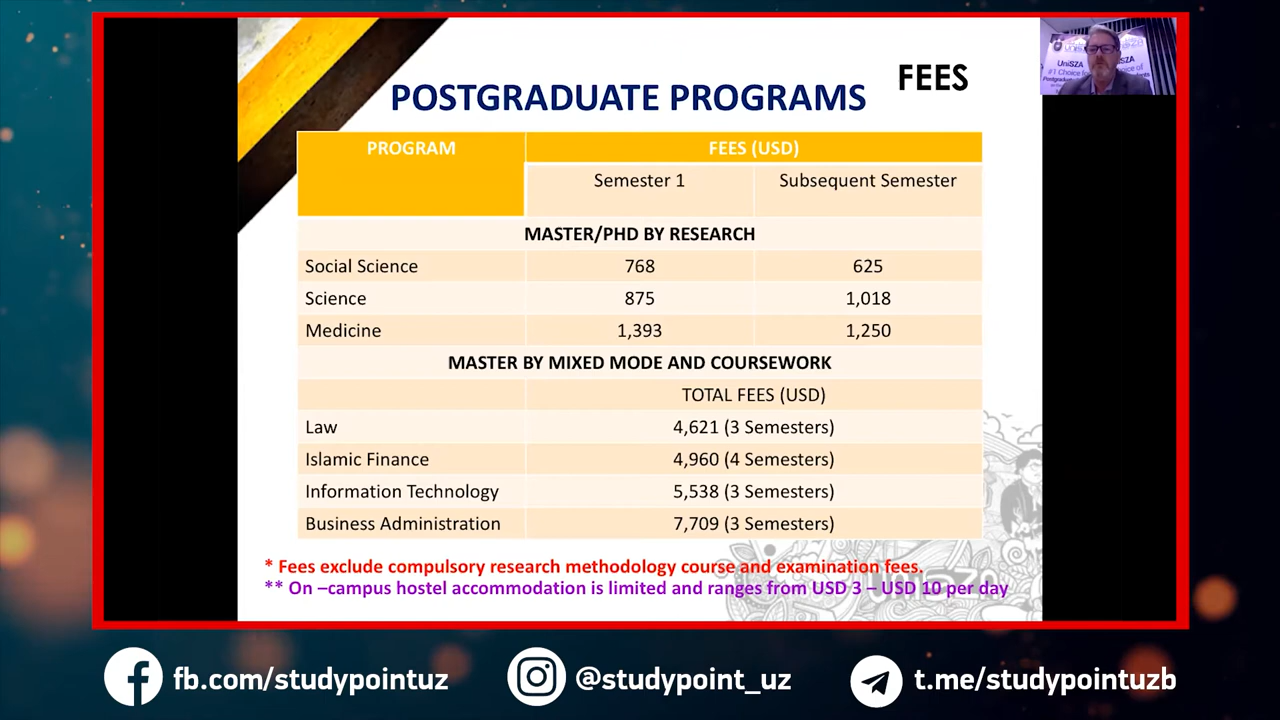 FEES
POSTGRADUATE PROGRAMS
PROGRAM FEES (USD)
Semester 1 Subsequent Semester
MASTER/PHD BY RESEARCH
Social Science 768 625
Science 875 1,018
Medicine 1,393 1,250
MASTER BY MIXED MODE AND COURSEWORK
TOTAL FEES (USD)
Law 4,621 (3 Semesters)
Islamic Finance 4,960 (4 Semesters)
Information Technology 5,538 (3 Semesters)
Business Administration 7,709 (3 Semesters)
* Fees exclude compulsory research methodology course and examination fees.
** On –campus hostel accommodation is limited and ranges from USD 3 – USD 10 per day
UniSZA
#1 Choice
fb.com/studypointuz
@studypoint_uz
t.me/studypointuzb